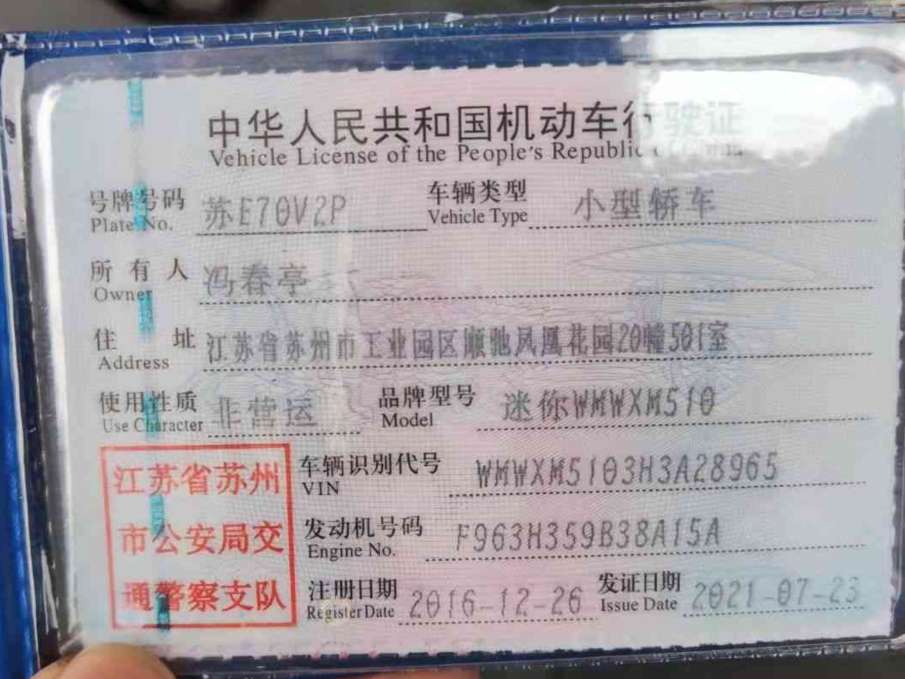 中华人民共和国机动车行驶证
Vehicle License of the People's Republic of China
号牌号码 苏E70V2P 车辆类型 小型轿车
Plate No. Vehicle Type
所有人 冯春亭
Owner
住址 江苏省苏州市工业园区顺驰凤凰花园20幢501室
Address
使用性质 非营运 品牌型号 迷你WMWXM510
Use Character Model
江苏省苏州 车辆识别代号 WMWXM5103H3A28965
VIN
市公安局交 发动机号码 F963H359B38A15A
Engine No.
通警察支队 注册日期 2016-12-26 发证日期 2021-07-23
Register Date Issue Date